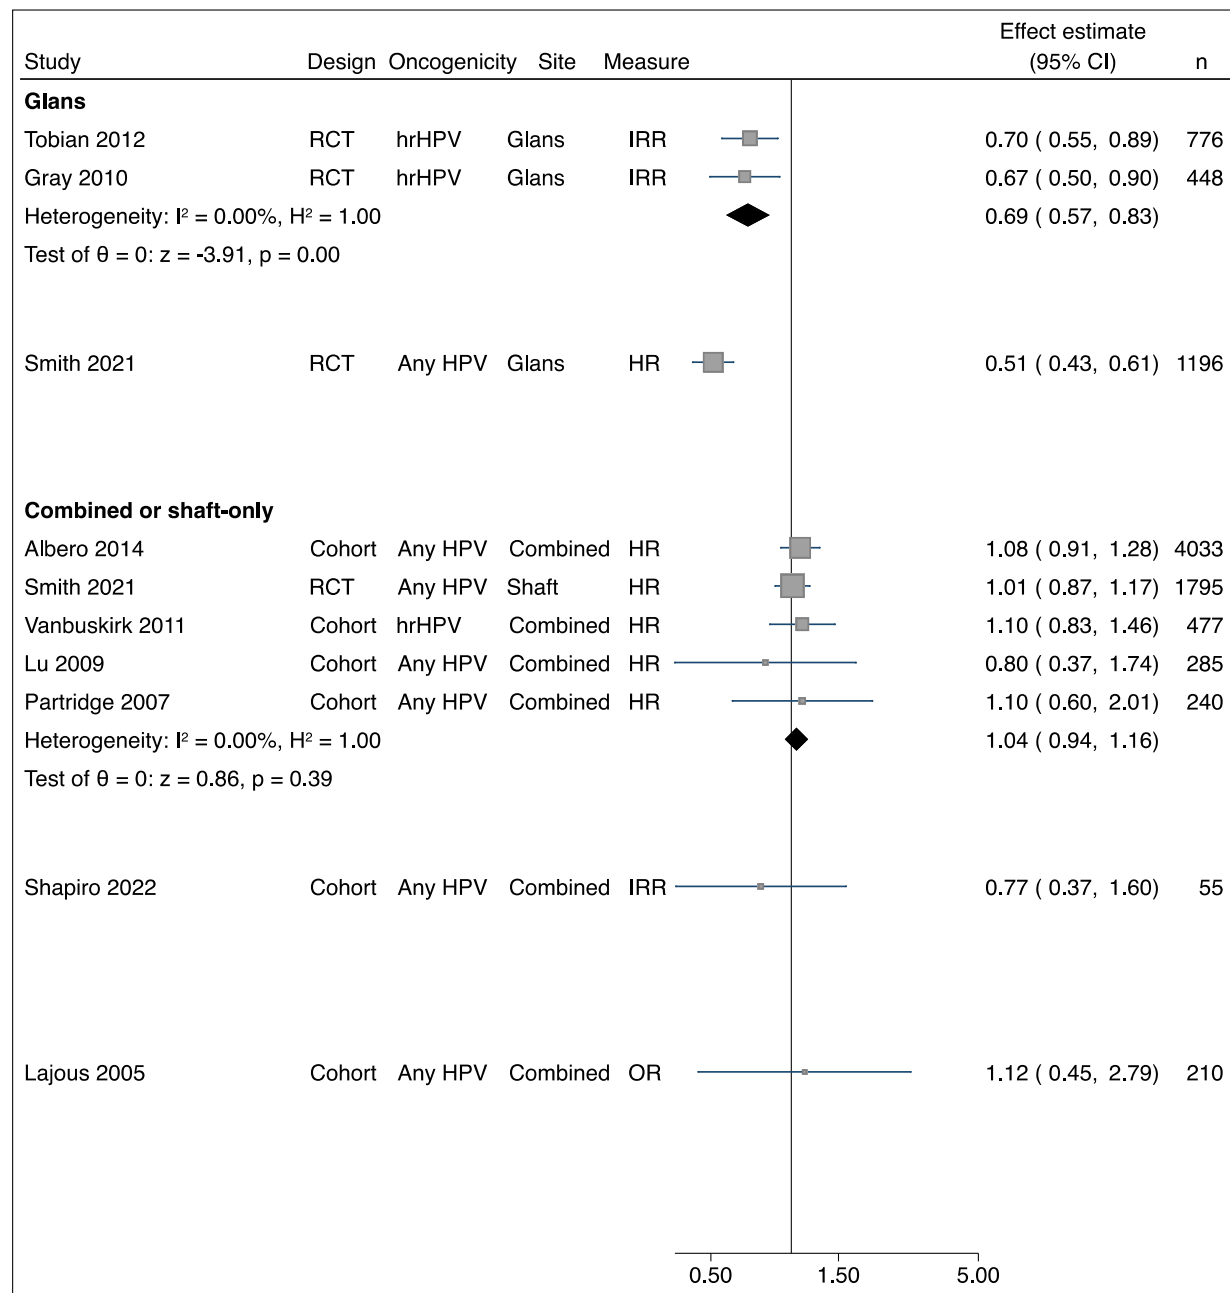 Effect estimate
Study Design Oncogenicity Site Measure (95% CI) n
Glans
Tobian 2012 RCT hrHPV Glans IRR 0.70 ( 0.55, 0.89) 776
Gray 2010 RCT hrHPV Glans IRR 0.67 ( 0.50, 0.90) 448
Heterogeneity: I² = 0.00%, H² = 1.00 0.69 ( 0.57, 0.83)
Test of θ = 0: z = -3.91, p = 0.00
Smith 2021 RCT Any HPV Glans HR 0.51 ( 0.43, 0.61) 1196
Combined or shaft-only
Albero 2014 Cohort Any HPV Combined HR 1.08 ( 0.91, 1.28) 4033
Smith 2021 RCT Any HPV Shaft HR 1.01 ( 0.87, 1.17) 1795
Vanbuskirk 2011 Cohort hrHPV Combined HR 1.10 ( 0.83, 1.46) 477
Lu 2009 Cohort Any HPV Combined HR 0.80 ( 0.37, 1.74) 285
Partridge 2007 Cohort Any HPV Combined HR 1.10 ( 0.60, 2.01) 240
Heterogeneity: I² = 0.00%, H² = 1.00 1.04 ( 0.94, 1.16)
Test of θ = 0: z = 0.86, p = 0.39
Shapiro 2022 Cohort Any HPV Combined IRR 0.77 ( 0.37, 1.60) 55
Lajous 2005 Cohort Any HPV Combined OR 1.12 ( 0.45, 2.79) 210
0.50 1.50 5.00